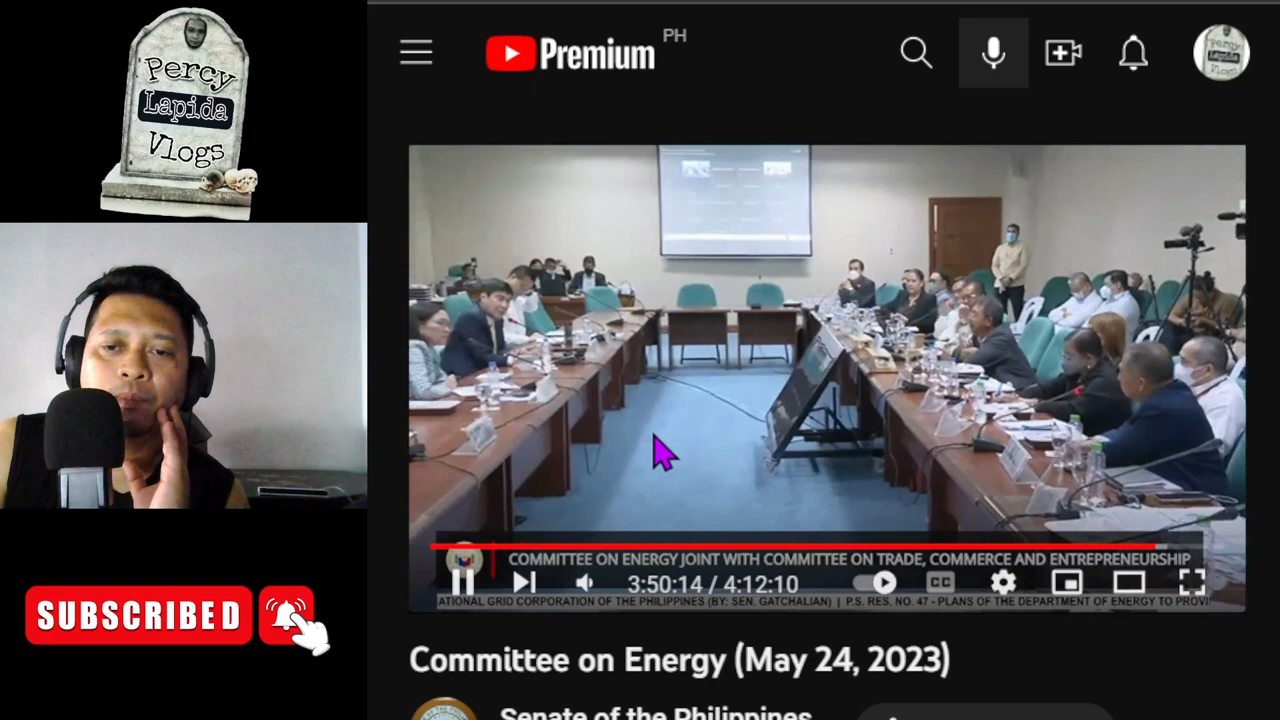 Percy
Lapida
Vlogs
SUBSCRIBED
Premium PH
COMMITTEE ON ENERGY JOINT WITH COMMITTEE ON TRADE, COMMERCE AND ENTREPRENEURSHIP
3:50:14 / 4:12:10
CC
ATIONAL GRID CORPORATION OF THE PHILIPPINES (BY: SEN. GATCHALIAN) | P.S. RES. NO. 47 - PLANS OF THE DEPARTMENT OF ENERGY TO PROVI
Committee on Energy (May 24, 2023)
Senate of the Philippines